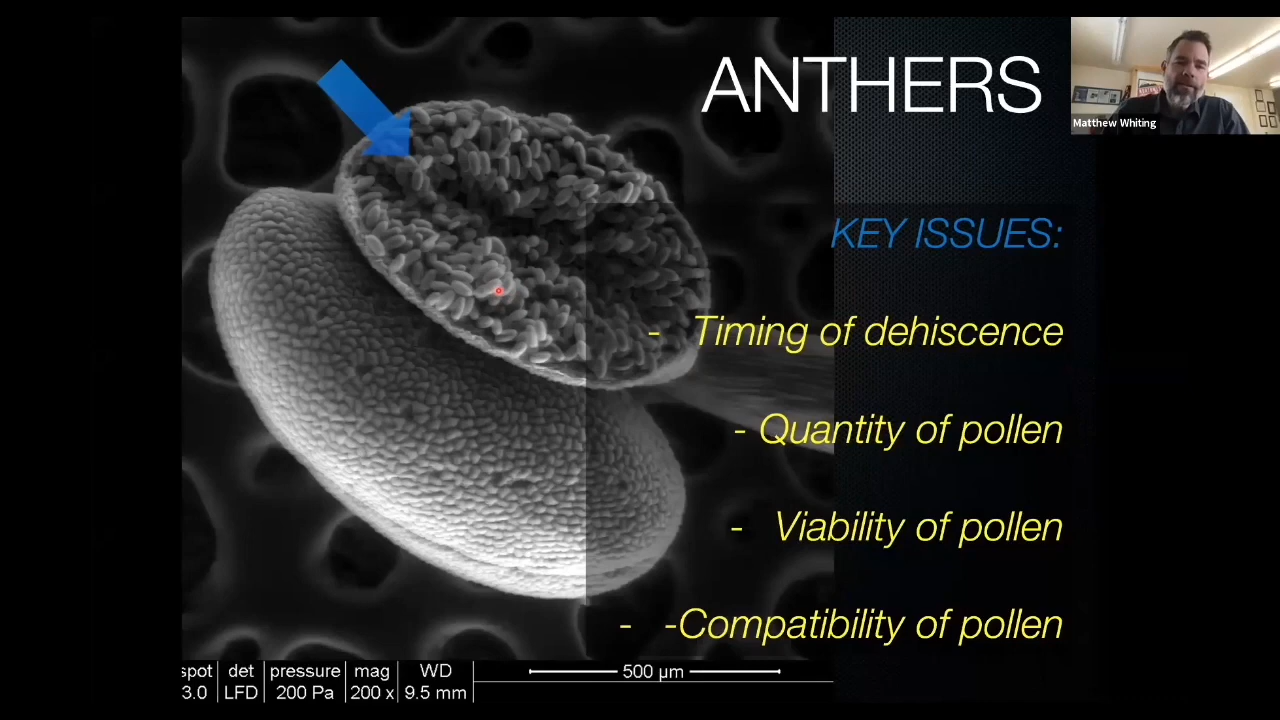 ANTHERS
Matthew Whiting
KEY ISSUES:
- Timing of dehiscence
- Quantity of pollen
- Viability of pollen
- -Compatibility of pollen
spot det pressure mag WD 500 µm
3.0 LFD 200 Pa 200 x 9.5 mm